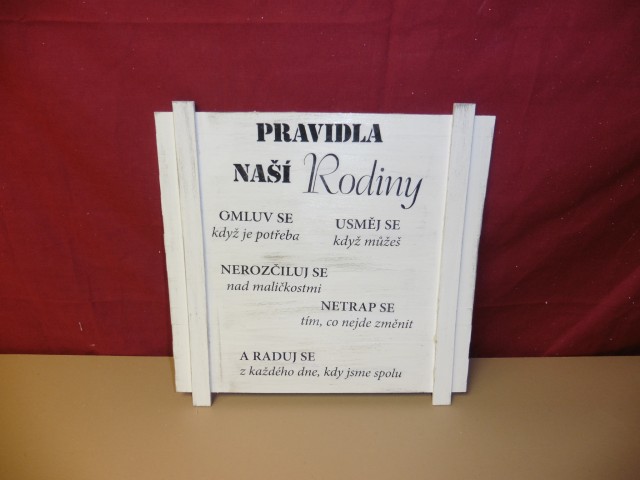 PRAVIDLA
NAŠÍ Rodiny
OMLUV SE
když je potřeba
USMĚJ SE
když můžeš
NEROZČILUJ SE
nad maličkostmi
NETRAP SE
tím, co nejde změnit
A RADUJ SE
z každého dne, kdy jsme spolu